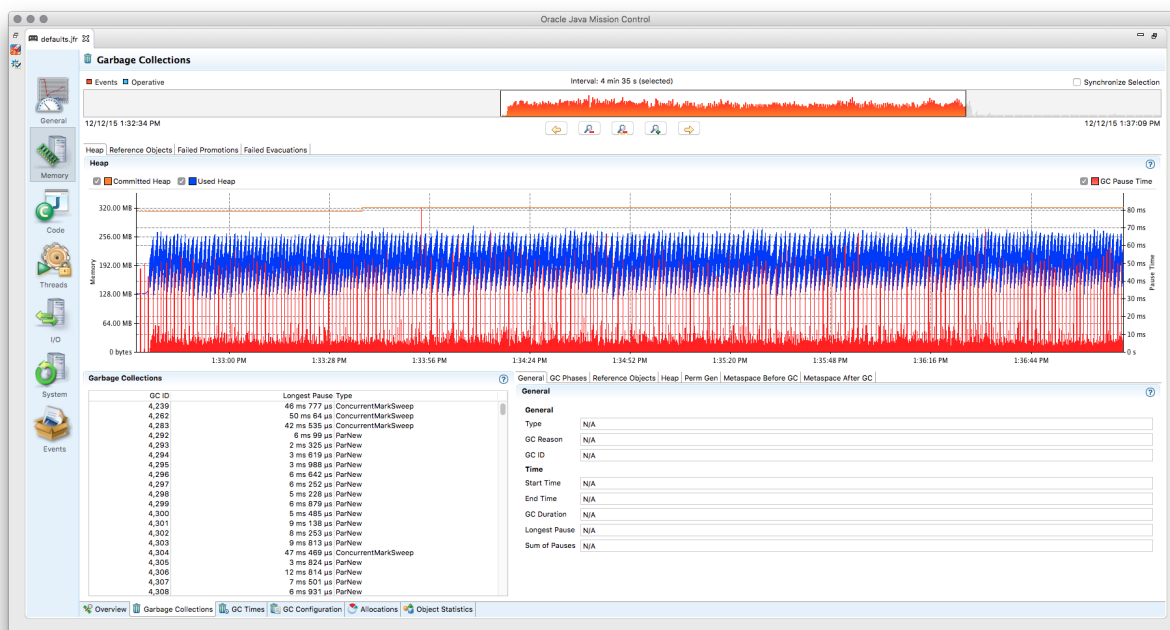 Oracle Java Mission Control
defaults.jfr
Garbage Collections
Events Operative
Interval: 4 min 35 s (selected)
Synchronize Selection
12/12/15 1:32:34 PM
12/12/15 1:37:09 PM
General
Memory
Code
Threads
I/O
System
Events
Heap Reference Objects Failed Promotions Failed Evacuations
Heap
Committed Heap Used Heap
GC Pause Time
320.00 MB
256.00 MB
192.00 MB
128.00 MB
64.00 MB
0 bytes
Memory
80 ms
70 ms
60 ms
50 ms
40 ms
30 ms
20 ms
10 ms
0 s
Pause Time
1:33:00 PM 1:33:28 PM 1:33:56 PM 1:34:24 PM 1:34:52 PM 1:35:20 PM 1:35:48 PM 1:36:16 PM 1:36:44 PM
Garbage Collections
GC ID Longest Pause Type
4,239 46 ms 777 µs ConcurrentMarkSweep
4,262 50 ms 64 µs ConcurrentMarkSweep
4,283 42 ms 535 µs ConcurrentMarkSweep
4,292 6 ms 99 µs ParNew
4,293 2 ms 325 µs ParNew
4,294 3 ms 619 µs ParNew
4,295 3 ms 988 µs ParNew
4,296 6 ms 642 µs ParNew
4,297 6 ms 252 µs ParNew
4,298 5 ms 228 µs ParNew
4,299 6 ms 879 µs ParNew
4,300 5 ms 485 µs ParNew
4,301 9 ms 138 µs ParNew
4,302 8 ms 253 µs ParNew
4,303 9 ms 813 µs ParNew
4,304 47 ms 469 µs ConcurrentMarkSweep
4,305 3 ms 824 µs ParNew
4,306 12 ms 814 µs ParNew
4,307 7 ms 501 µs ParNew
4,308 6 ms 931 µs ParNew
General GC Phases Reference Objects Heap Perm Gen Metaspace Before GC Metaspace After GC
General
General
Type N/A
GC Reason N/A
GC ID N/A
Time
Start Time N/A
End Time N/A
GC Duration N/A
Longest Pause N/A
Sum of Pauses N/A
Overview Garbage Collections GC Times GC Configuration Allocations Object Statistics